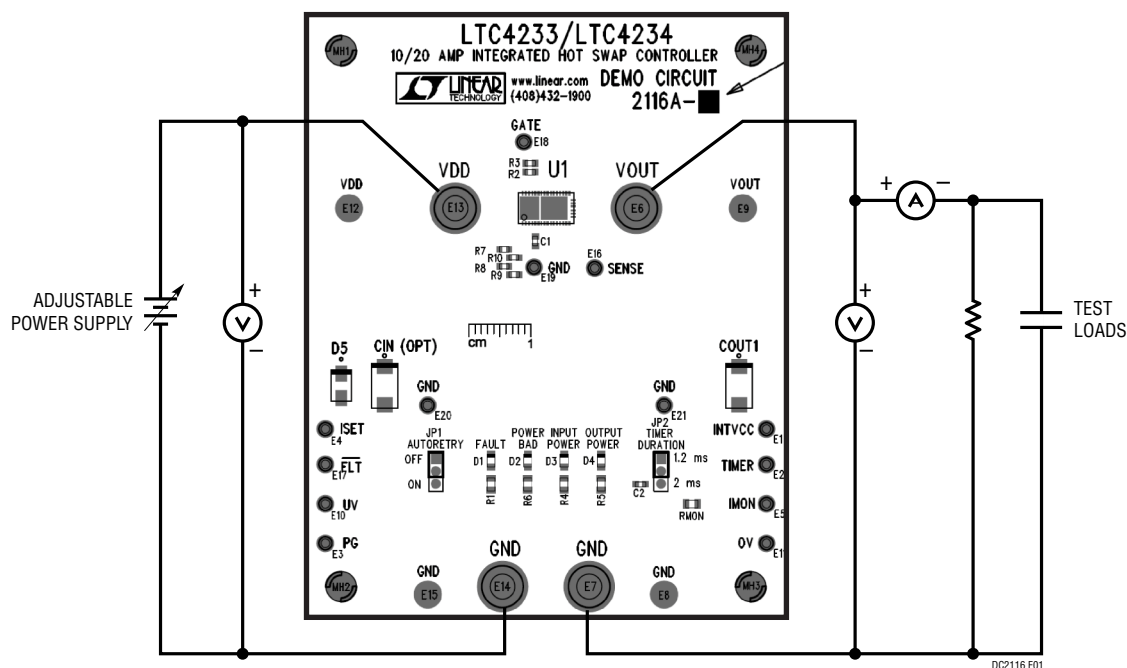 LTC4233/LTC4234
10/20 AMP INTEGRATED HOT SWAP CONTROLLER
MH1
MH4
LINEAR
TECHNOLOGY
www.linear.com
(408)432-1900
DEMO CIRCUIT
2116A-
GATE
E18
R3
R2
U1
VDD
E13
VOUT
E6
VDD
E12
VOUT
E9
+
A
−
C1
R7
R10
R8
R9
GND
E19
E16
SENSE
ADJUSTABLE
POWER SUPPLY
+
V
−
+
V
−
TEST
LOADS
cm 1
D5
CIN (OPT)
COUT1
GND
E20
GND
E21
ISET
E4
FLT
E17
UV
E10
PG
E3
JP1
AUTORETRY
OFF
ON
FAULT
D1
R1
POWER
BAD
D2
R6
INPUT
POWER
D3
R4
OUTPUT
POWER
D4
R5
JP2
TIMER
DURATION
1.2 ms
2 ms
C2
RMON
INTVCC
TIMER
E2
IMON
E5
OV
MH2
GND
E15
GND
E14
GND
E7
GND
E8
MH3
DC2116 F01